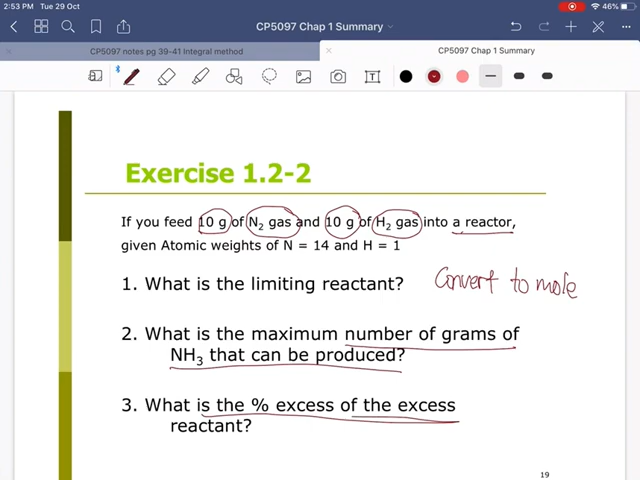 2:53 PM Tue 29 Oct
46%
CP5097 Chap 1 Summary
CP5097 notes pg 39-41 Integral method
CP5097 Chap 1 Summary
T
Exercise 1.2-2
If you feed 10 g of N₂ gas and 10 g of H₂ gas into a reactor,
given Atomic weights of N = 14 and H = 1
1. What is the limiting reactant?
Convert to mole
2. What is the maximum number of grams of
NH₃ that can be produced?
3. What is the % excess of the excess
reactant?
19